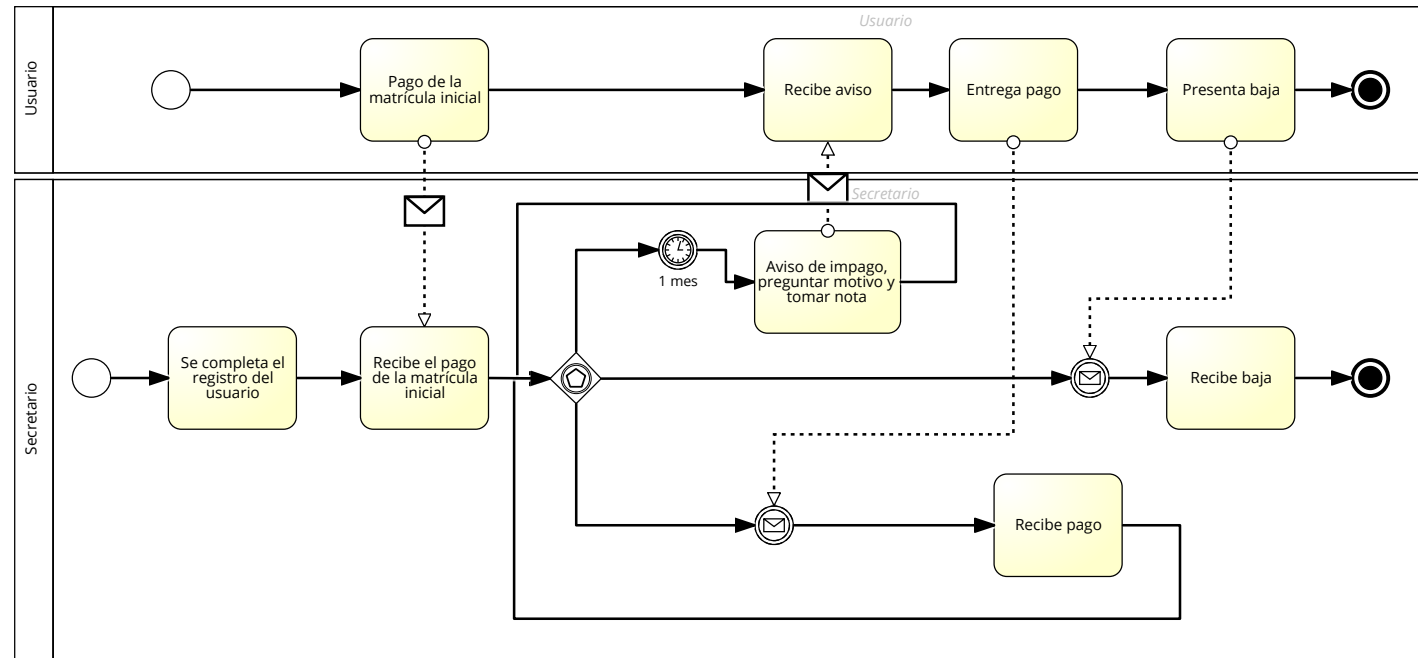 Usuario
Usuario
Pago de la
matrícula inicial
Recibe aviso
Entrega pago
Presenta baja
Secretario
Secretario
1 mes
Aviso de impago,
preguntar motivo y
tomar nota
Se completa el
registro del
usuario
Recibe el pago
de la matrícula
inicial
Recibe baja
Recibe pago